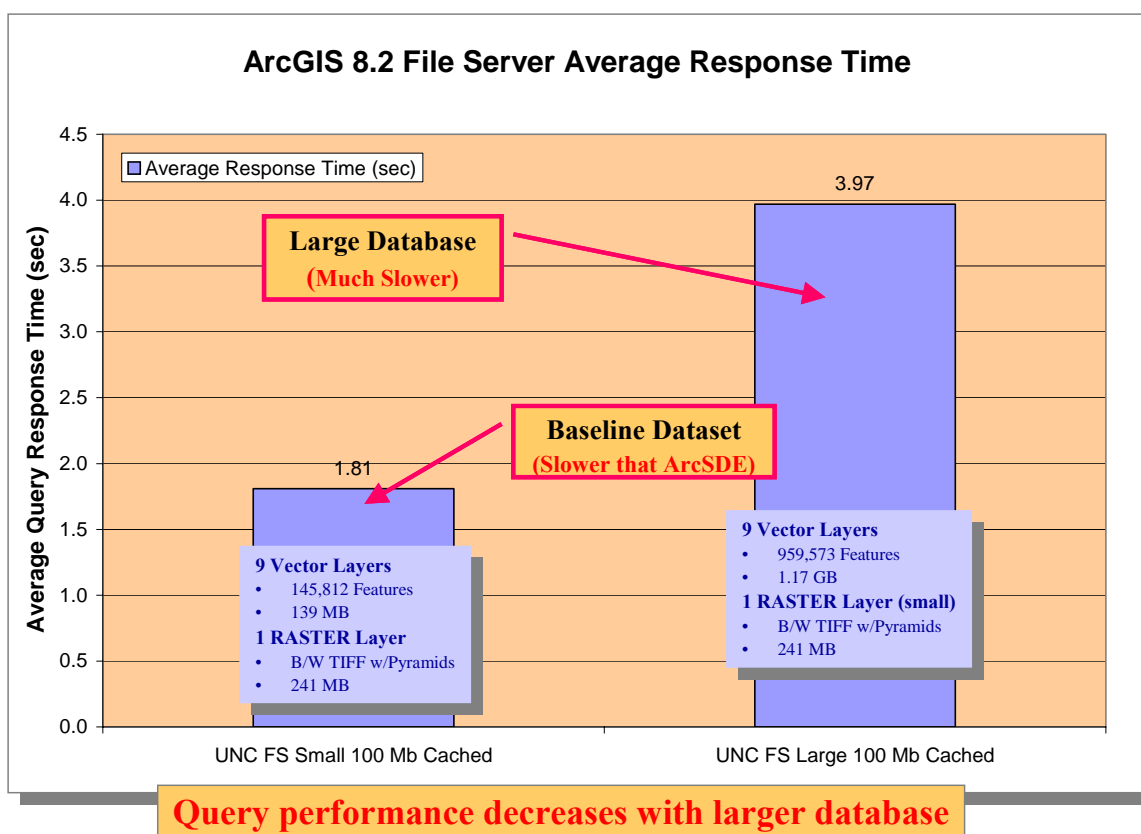 ArcGIS 8.2 File Server Average Response Time
Average Query Response Time (sec)
4.5
4.0
3.5
3.0
2.5
2.0
1.5
1.0
0.5
0.0
Average Response Time (sec)
3.97
Large Database
(Much Slower)
Baseline Dataset
(Slower that ArcSDE)
1.81
9 Vector Layers
• 145,812 Features
• 139 MB
1 RASTER Layer
• B/W TIFF w/Pyramids
• 241 MB
9 Vector Layers
• 959,573 Features
• 1.17 GB
1 RASTER Layer (small)
• B/W TIFF w/Pyramids
• 241 MB
UNC FS Small 100 Mb Cached
UNC FS Large 100 Mb Cached
Query performance decreases with larger database